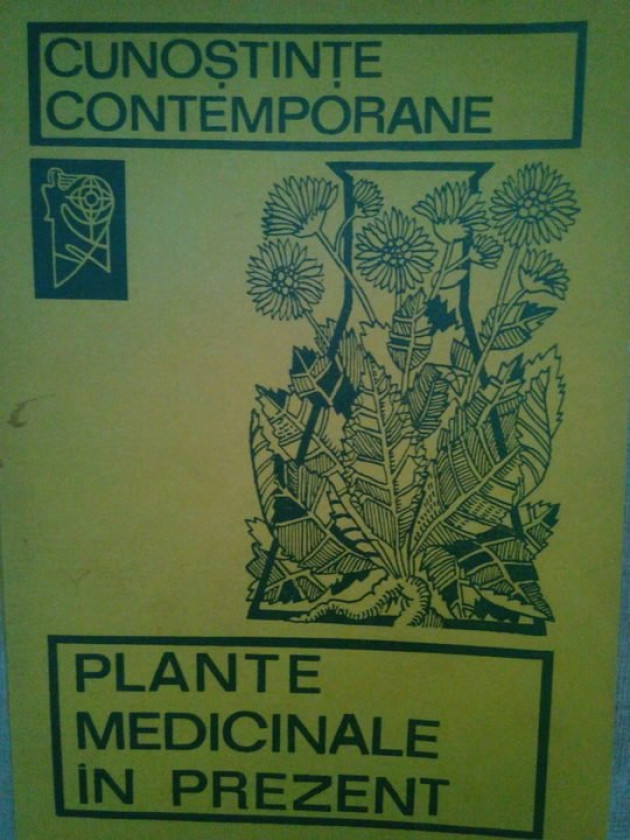 CUNOȘTINȚE
CONTEMPORANE
PLANTE
MEDICINALE
ÎN PREZENT